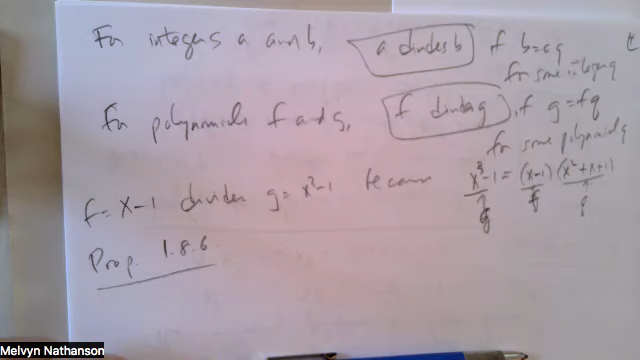 For integers a and b, a divides b if b=aq
for some integer q
For polynomials f and g, f divides g, if g=fq
for some polynomial q
f=x-1 divides g= x³-1 because x³-1=(x-1)(x²+x+1)
g f q
Prop. 1.8.6
Melvyn Nathanson